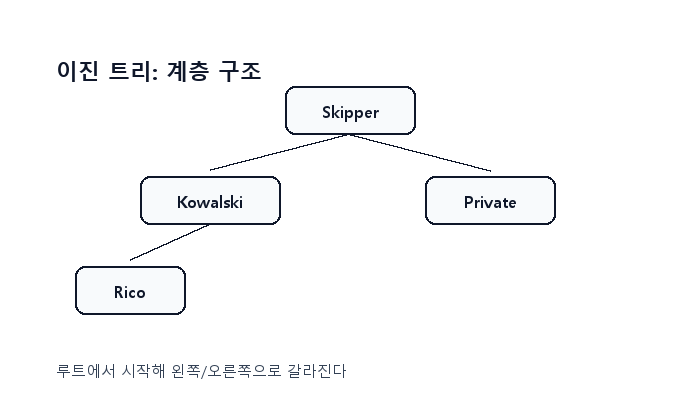 이진 트리: 계층 구조
Skipper
Kowalski
Private
Rico
루트에서 시작해 왼쪽/오른쪽으로 갈라진다